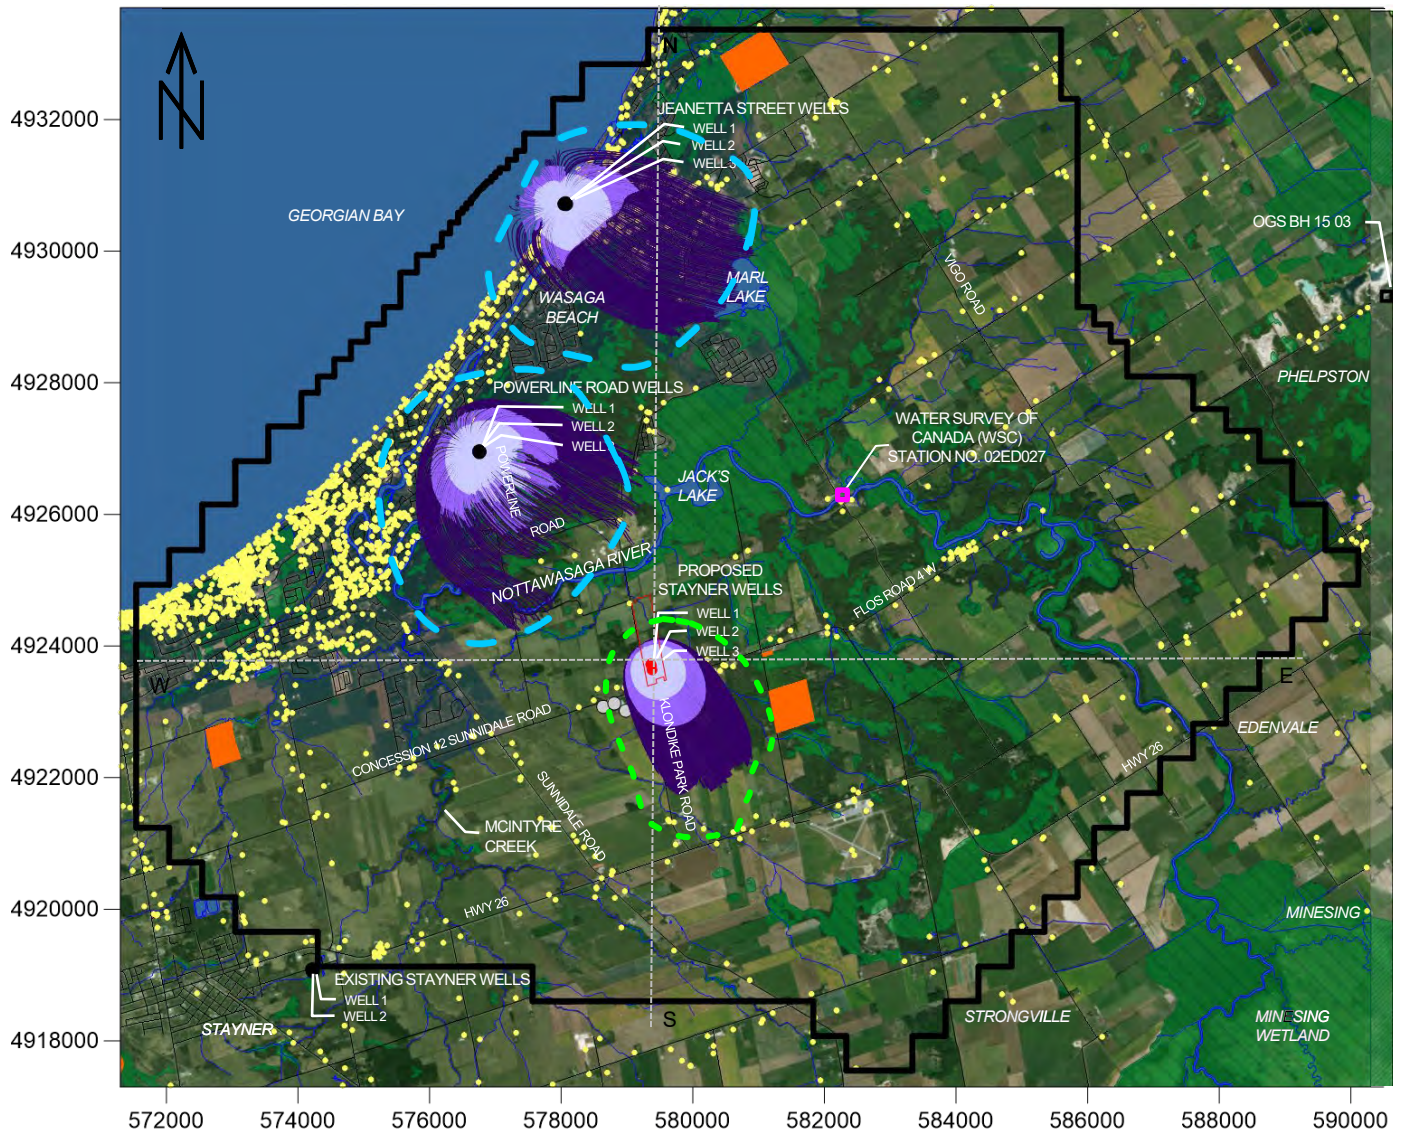 N
N
4932000
JEANETTA STREET WELLS
WELL 1
WELL 2
WELL 3
GEORGIAN BAY
OGS BH 15 03
4930000
VIGO ROAD
MARL
LAKE
WASAGA
BEACH
4928000
PHELPSTON
POWERLINE ROAD WELLS
WELL 1
WELL 2
WELL
POWERLINE
ROAD
WATER SURVEY OF
CANADA (WSC)
STATION NO. 02ED027
JACK'S
LAKE
4926000
NOTTAWASAGA RIVER
PROPOSED
STAYNER WELLS
WELL 1
WELL 2
WELL 3
FLOS ROAD 4 W
4924000
W
E
KLONDIKE PARK ROAD
CONCESSION 12 SUNNIDALE ROAD
EDENVALE
HWY 26
4922000
SUNNIDALE ROAD
MCINTYRE
CREEK
HWY 26
4920000
MINESING
EXISTING STAYNER WELLS
WELL 1
WELL 2
STAYNER
S
STRONGVILLE
MINESING
WETLAND
4918000
572000 574000 576000 578000 580000 582000 584000 586000 588000 590000